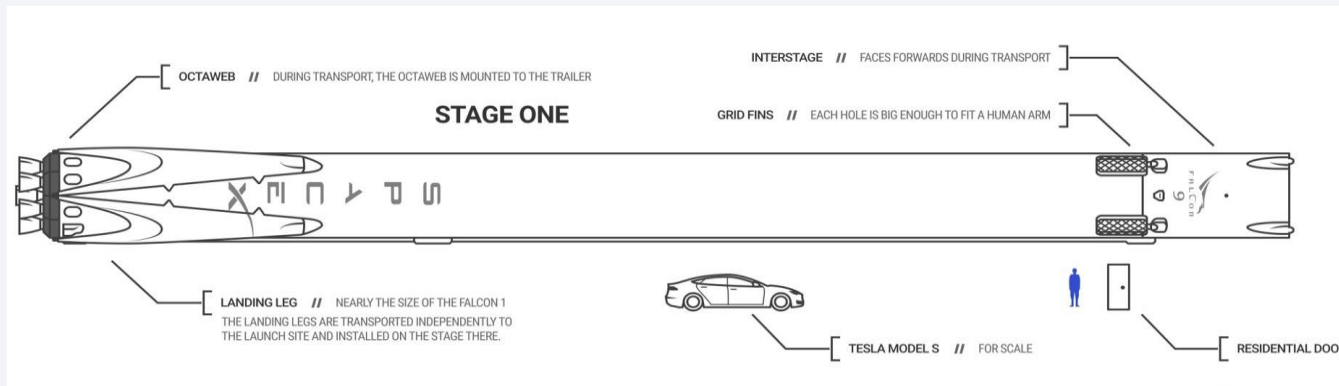 OCTAWEB // DURING TRANSPORT, THE OCTAWEB IS MOUNTED TO THE TRAILER
INTERSTAGE // FACES FORWARDS DURING TRANSPORT
STAGE ONE
GRID FINS // EACH HOLE IS BIG ENOUGH TO FIT A HUMAN ARM
SPACEX
FALCON 9
LANDING LEG // NEARLY THE SIZE OF THE FALCON 1
THE LANDING LEGS ARE TRANSPORTED INDEPENDENTLY TO
THE LAUNCH SITE AND INSTALLED ON THE STAGE THERE.
TESLA MODEL S // FOR SCALE
RESIDENTIAL DOO